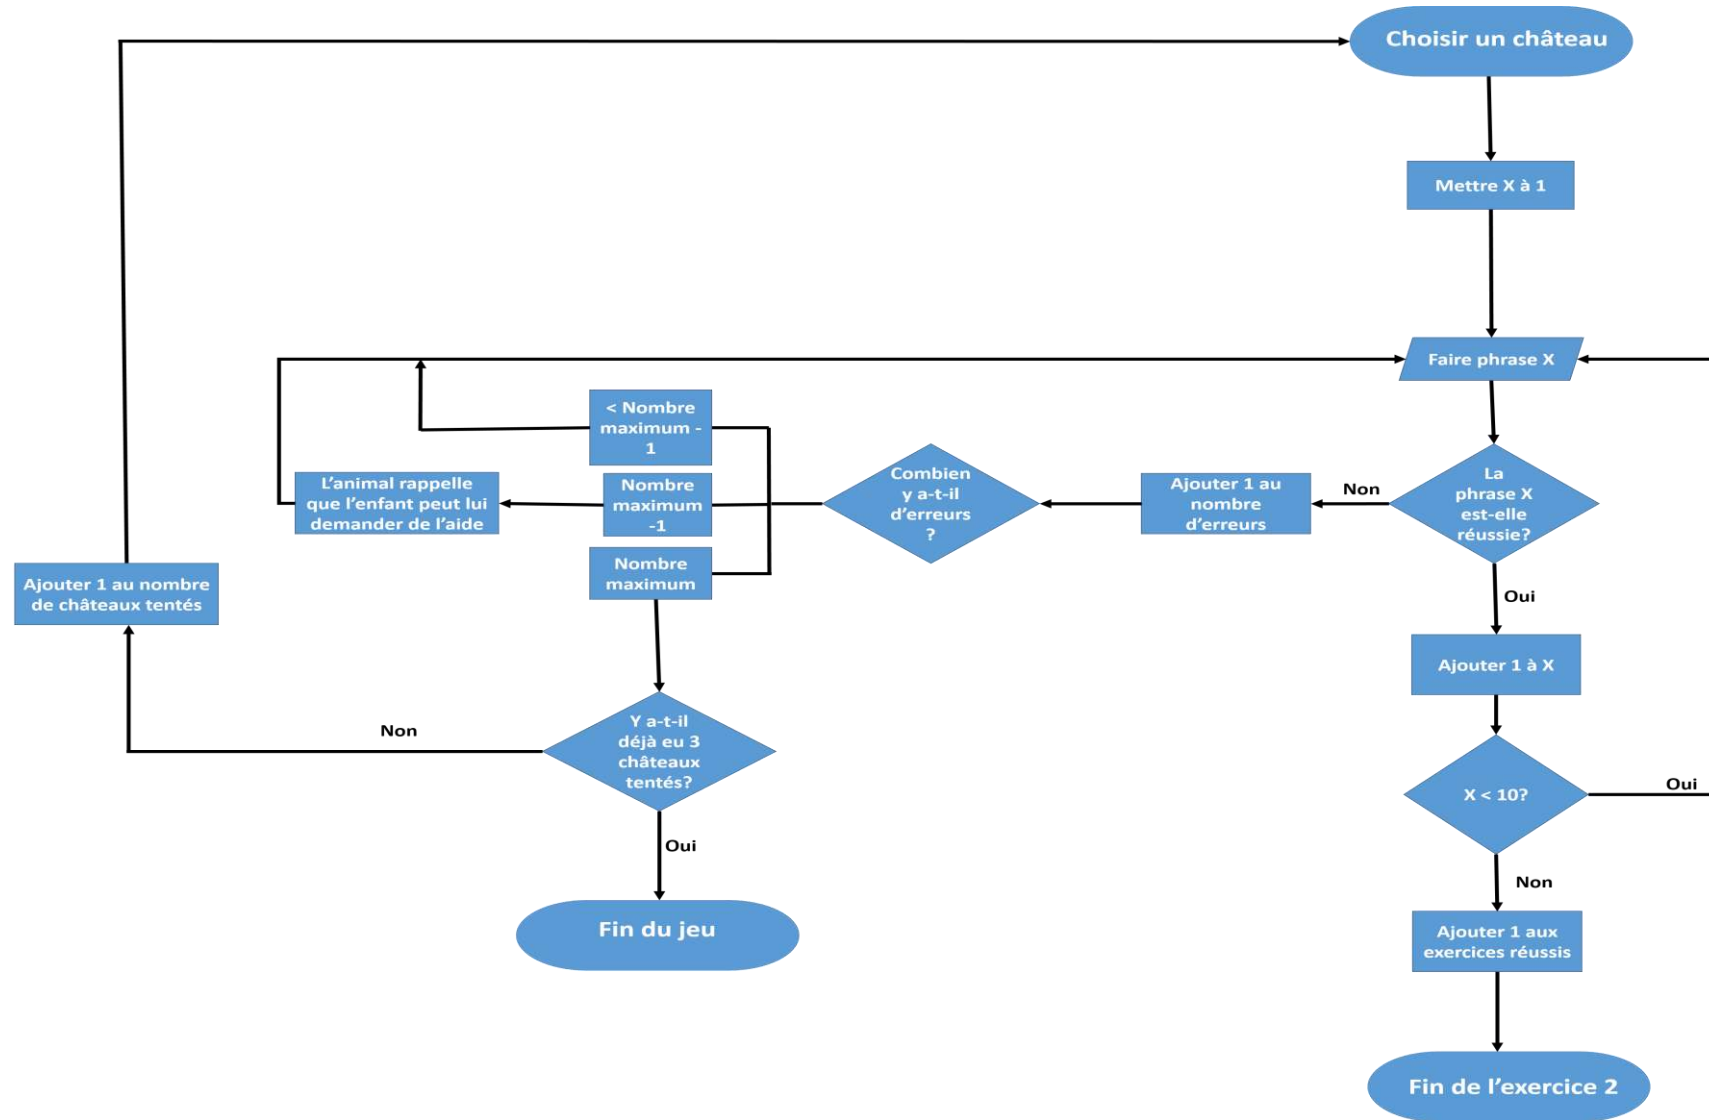 Choisir un château
Mettre X à 1
Faire phrase X
< Nombre
maximum -
1
L’animal rappelle
que l’enfant peut lui
demander de l’aide
Nombre
maximum
-1
Combien
y a-t-il
d’erreurs
?
Ajouter 1 au
nombre
d’erreurs
Non
La
phrase X
est-elle
réussie?
Nombre
maximum
Ajouter 1 au nombre
de châteaux tentés
Oui
Ajouter 1 à X
Non
Y a-t-il
déjà eu 3
châteaux
tentés?
X < 10?
Oui
Oui
Non
Fin du jeu
Ajouter 1 aux
exercices réussis
Fin de l’exercice 2